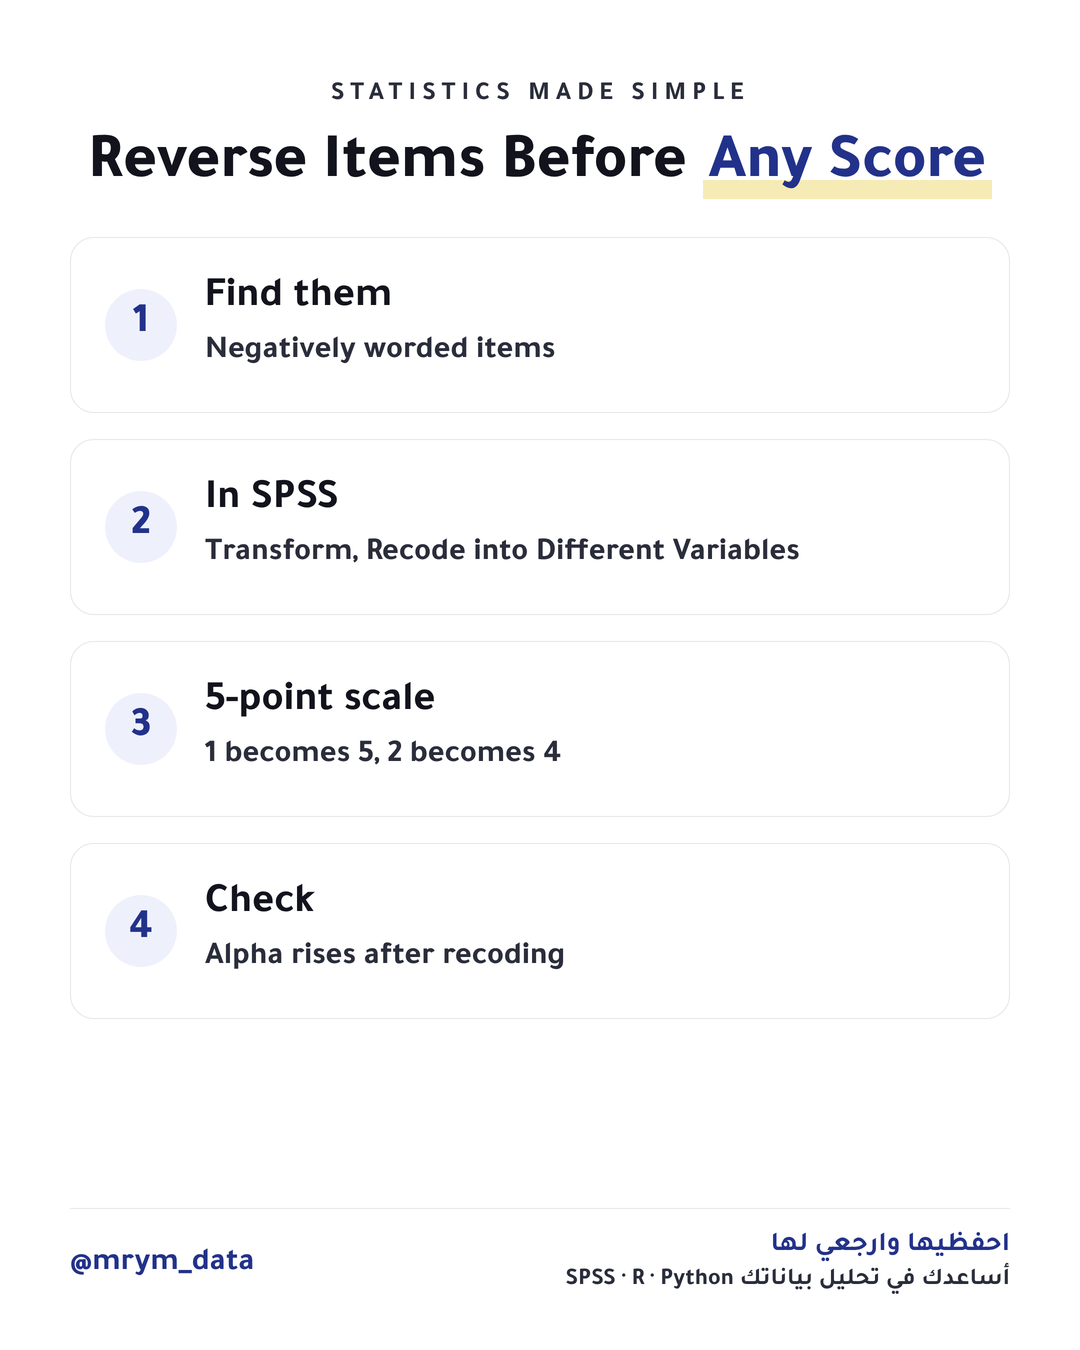 STATISTICS MADE SIMPLE
Reverse Items Before Any Score
1
Find them
Negatively worded items
2
In SPSS
Transform, Recode into Different Variables
3
5-point scale
1 becomes 5, 2 becomes 4
4
Check
Alpha rises after recoding
@mrym_data
احفظيها وارجعي لها
أساعدك في تحليل بياناتك SPSS · R · Python